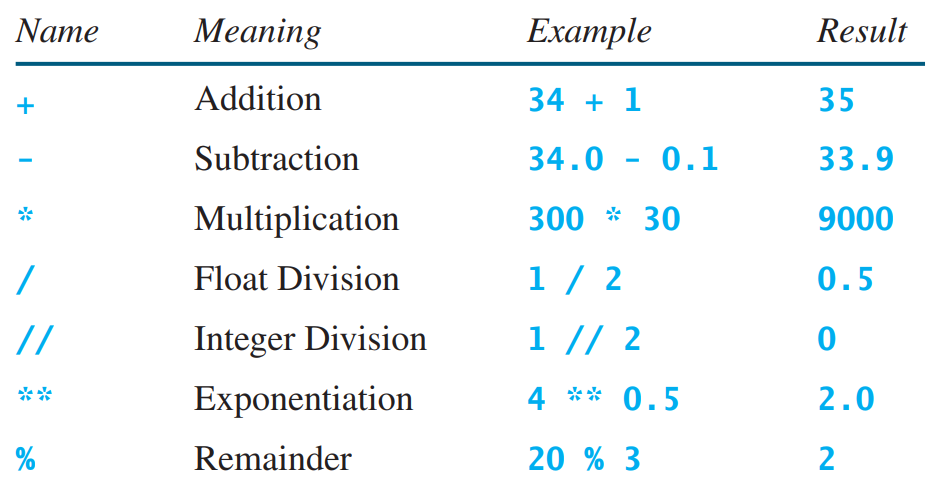 Name Meaning Example Result
+ Addition 34 + 1 35
- Subtraction 34.0 - 0.1 33.9
* Multiplication 300 * 30 9000
/ Float Division 1 / 2 0.5
// Integer Division 1 // 2 0
** Exponentiation 4 ** 0.5 2.0
% Remainder 20 % 3 2